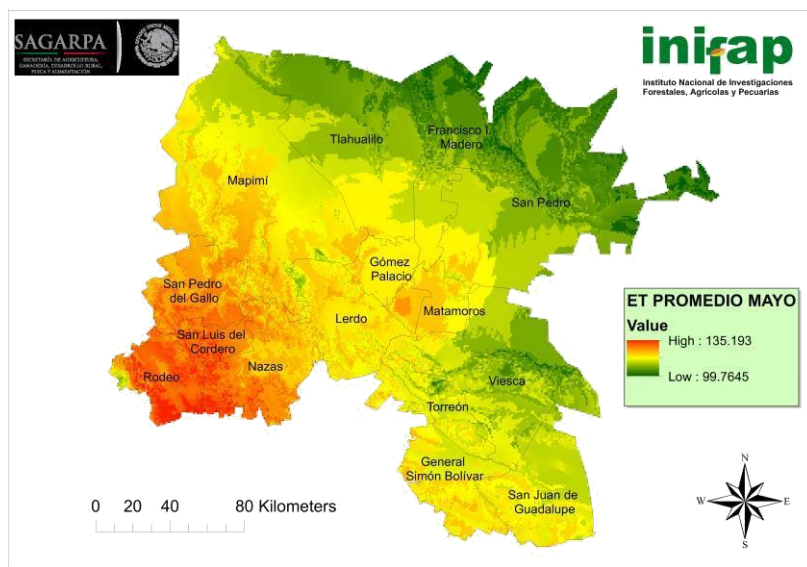 SAGARPA
SECRETARÍA DE AGRICULTURA,
GANADERÍA, DESARROLLO RURAL,
PESCA Y ALIMENTACIÓN
inifap
Instituto Nacional de Investigaciones
Forestales, Agrícolas y Pecuarias
Tlahualilo
Francisco I.
Madero
Mapimí
San Pedro
Gómez
Palacio
San Pedro
del Gallo
Matamoros
Lerdo
San Luis del
Cordero
Nazas
Rodeo
Viesca
Torreón
General
Simón Bolívar
San Juan de
Guadalupe
ET PROMEDIO MAYO
Value
High : 135.193
Low : 99.7645
0 20 40 80 Kilometers
N
W E
S